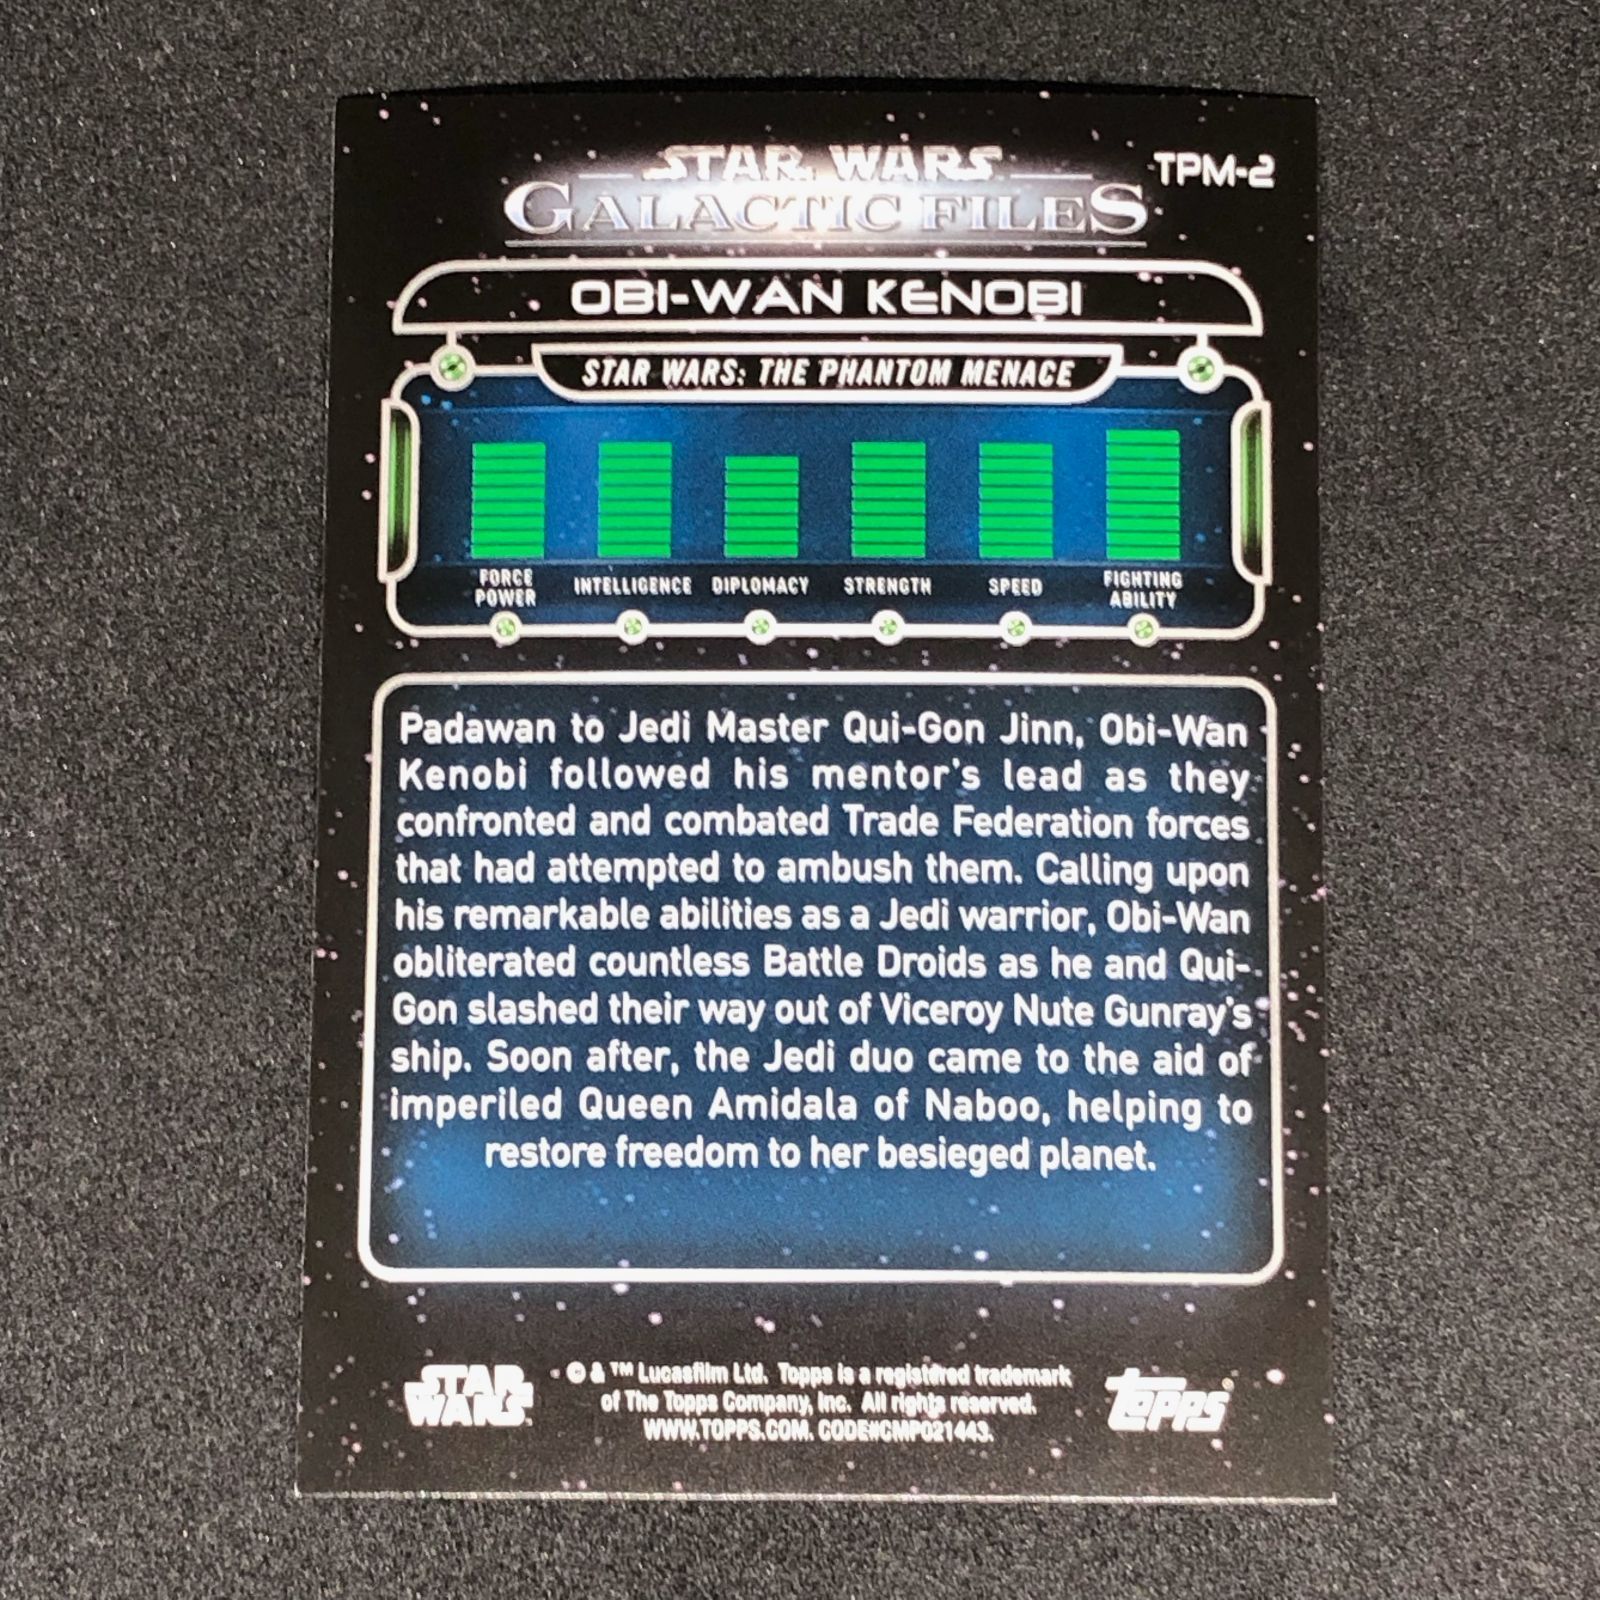 STAR WARS
TPM-2
GALACTIC FILES
OBI-WAN KENOBI
STAR WARS: THE PHANTOM MENACE
FORCE POWER
INTELLIGENCE
DIPLOMACY
STRENGTH
SPEED
FIGHTING ABILITY
Padawan to Jedi Master Qui-Gon Jinn, Obi-Wan
Kenobi followed his mentor's lead as they
confronted and combated Trade Federation forces
that had attempted to ambush them. Calling upon
his remarkable abilities as a Jedi warrior, Obi-Wan
obliterated countless Battle Droids as he and Qui-
Gon slashed their way out of Viceroy Nute Gunray's
ship. Soon after, the Jedi duo came to the aid of
imperiled Queen Amidala of Naboo, helping to
restore freedom to her besieged planet.
STAR WARS
© & ™ Lucasfilm Ltd. Topps is a registered trademark
of The Topps Company, Inc. All rights reserved.
WWW.TOPPS.COM. CODE#CMP021443.
TOPPS